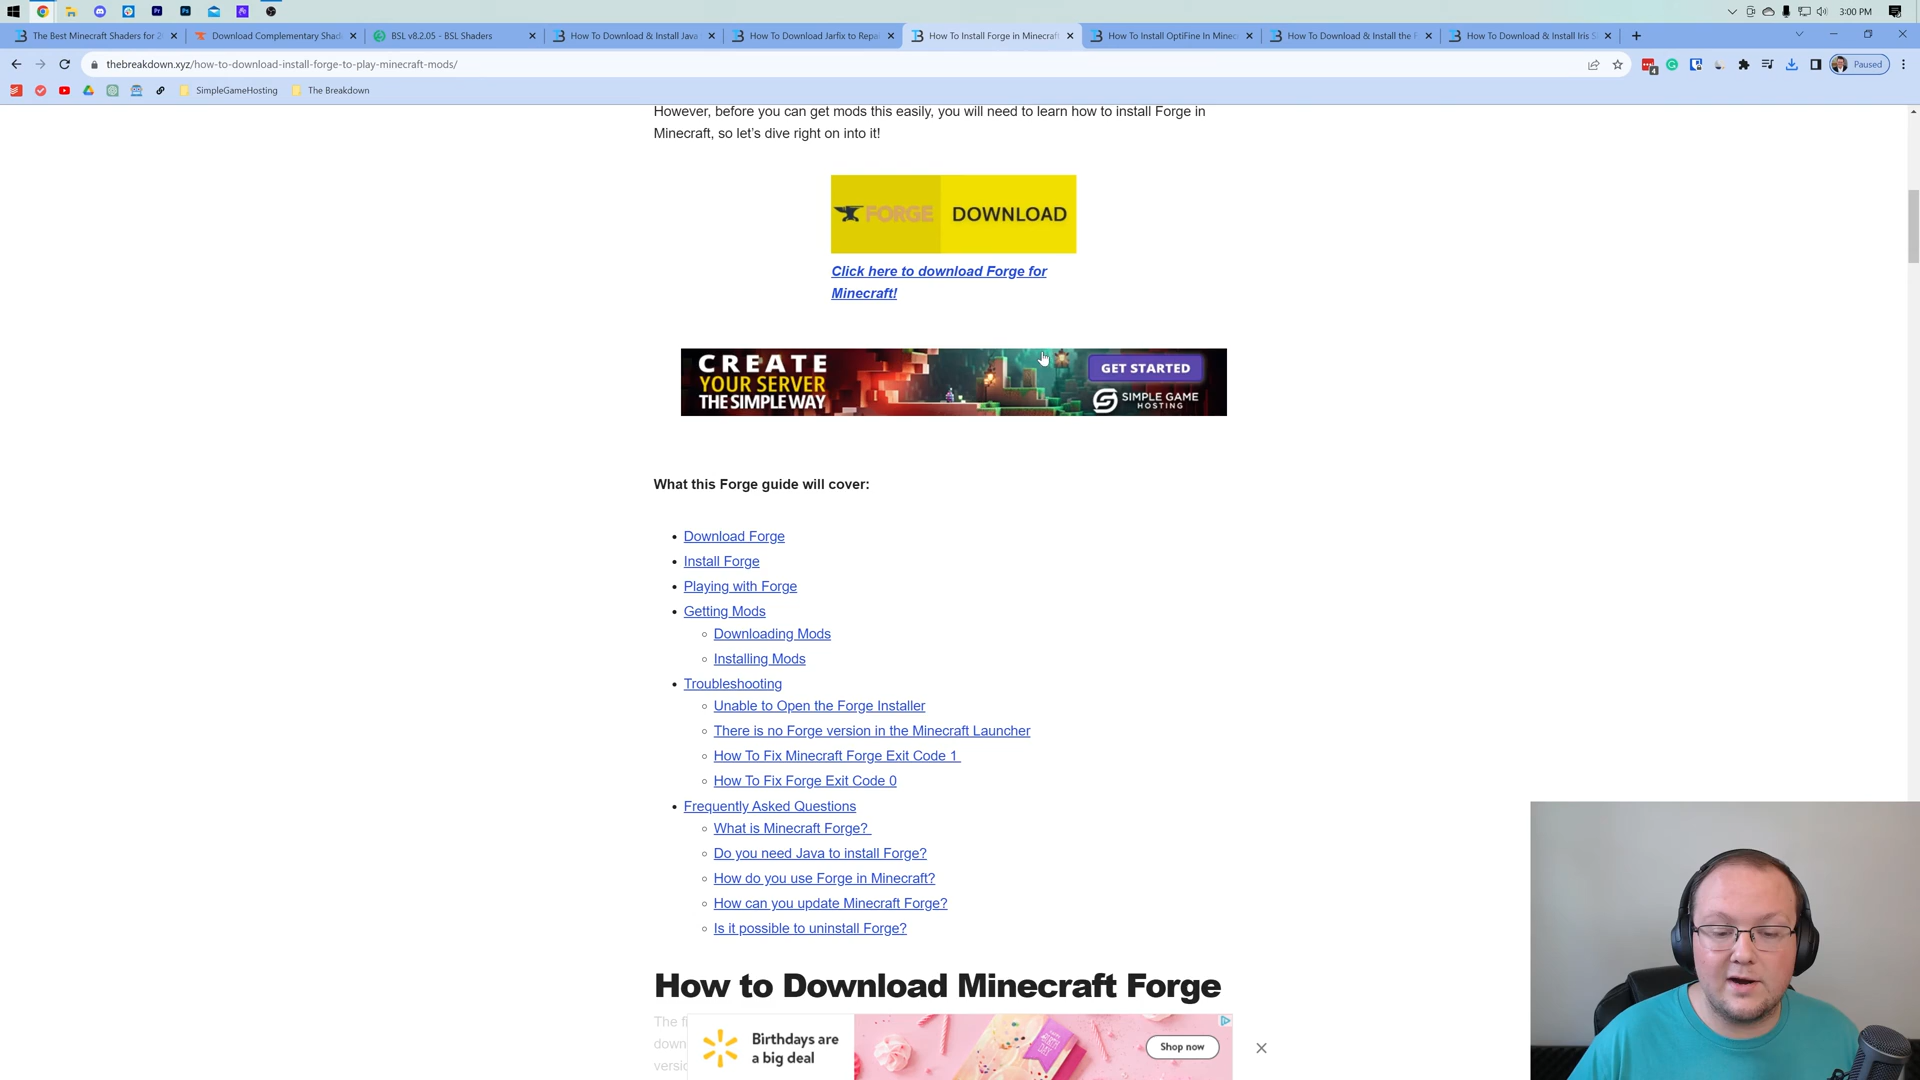 3:00 PM
The Best Minecraft Shaders for 2
Download Complementary Shad
BSL v8.2.05 - BSL Shaders
How To Download & Install Java
How To Download Jarfix to Repa
How To Install Forge in Minecraft
How To Install OptiFine In Minec
How To Download & Install the F
How To Download & Install Iris S
thebreakdown.xyz/how-to-download-install-forge-to-play-minecraft-mods/
4
Paused
SimpleGameHosting
The Breakdown
However, before you can get mods this easily, you will need to learn how to install Forge in
Minecraft, so let's dive right on into it!
FORGE DOWNLOAD
Click here to download Forge for
Minecraft!
CREATE
YOUR SERVER
THE SIMPLE WAY
GET STARTED
SIMPLE GAME
HOSTING
What this Forge guide will cover:
• Download Forge
• Install Forge
• Playing with Forge
• Getting Mods
◦ Downloading Mods
◦ Installing Mods
• Troubleshooting
◦ Unable to Open the Forge Installer
◦ There is no Forge version in the Minecraft Launcher
◦ How To Fix Minecraft Forge Exit Code 1
◦ How To Fix Forge Exit Code 0
• Frequently Asked Questions
◦ What is Minecraft Forge?
◦ Do you need Java to install Forge?
◦ How do you use Forge in Minecraft?
◦ How can you update Minecraft Forge?
◦ Is it possible to uninstall Forge?
How to Download Minecraft Forge
The fi
down
versio
Birthdays are
a big deal
Shop now